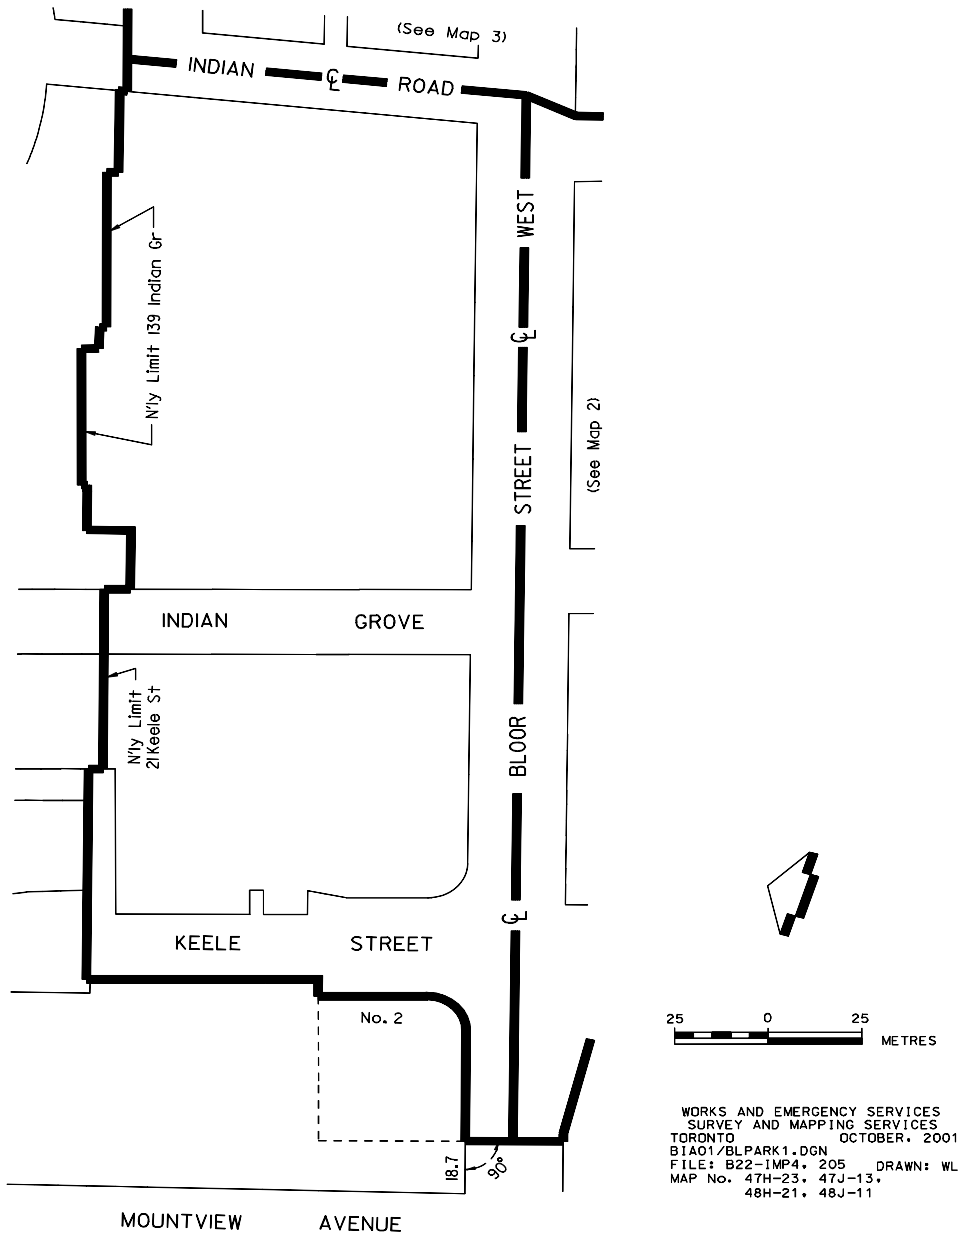 (See Map 3)
INDIAN ℄ ROAD
WEST
N'ly Limit 139 Indian Gr
℄
(See Map 2)
STREET
INDIAN GROVE
N'ly Limit
21Keele St
BLOOR
℄
KEELE STREET
No. 2
25 0 25
METRES
18.7
90°
MOUNTVIEW AVENUE
WORKS AND EMERGENCY SERVICES
SURVEY AND MAPPING SERVICES
TORONTO OCTOBER, 2001
BIA01/BLPARK1.DGN
FILE: B22-IMP4, 205 DRAWN: WL
MAP No. 47H-23, 47J-13,
48H-21, 48J-11